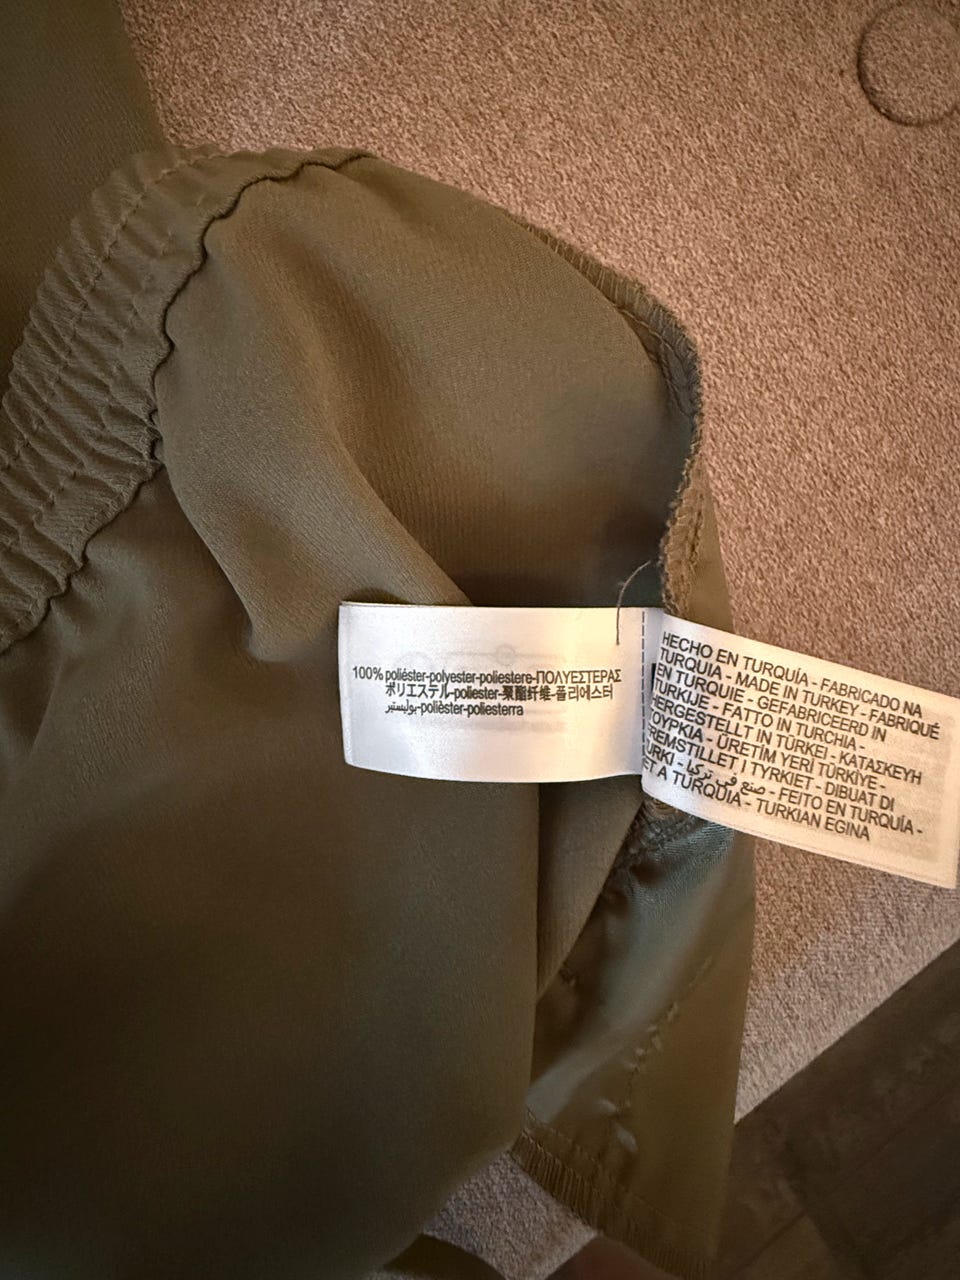 100% poliéster-polyester-poliestere-ΠΟΛΥΕΣΤΕΡΑΣ
ポリエステル-poliester-聚酯纤维-폴리에스터
بوليستير-polièster-poliesterra
HECHO EN TURQUÍA - FABRICADO NA
TURQUIA - MADE IN TURKEY - FABRIQUÉ
EN TURQUIE - GEFABRICEERD IN
TURKIJE - FATTO IN TURCHIA -
HERGESTELLT IN TÜRKEI - ΚΑΤΑΣΚΕΥΗ
ΤΟΥΡΚΙΑ - ÜRETİM YERİ TÜRKİYE -
FREMSTILLET I TYRKIET - DIBUAT DI
TURKI - صنع في تركيا - FEITO EN TURQUÍA -
FET A TURQUIA - TURKIAN EGINA